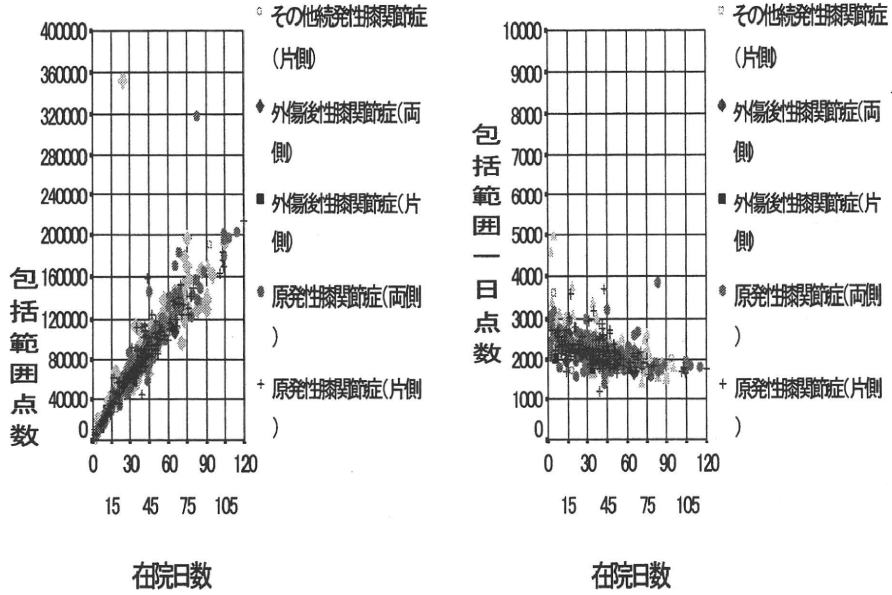 400000
360000
320000
280000
240000
200000
160000
120000
80000
40000
0
包括範囲点数
0 30 60 90 120
15 45 75 105
在院日数
その他続発性膝関節症
(片側)
外傷後性膝関節症(両
側)
外傷後性膝関節症(片
側)
原発性膝関節症(両側
)
原発性膝関節症(片側
)
10000
9000
8000
7000
6000
5000
4000
3000
2000
1000
0
包括範囲一日点数
0 30 60 90 120
15 45 75 105
在院日数
その他続発性膝関節症
(片側)
外傷後性膝関節症(両
側)
外傷後性膝関節症(片
側)
原発性膝関節症(両側
)
原発性膝関節症(片側
)